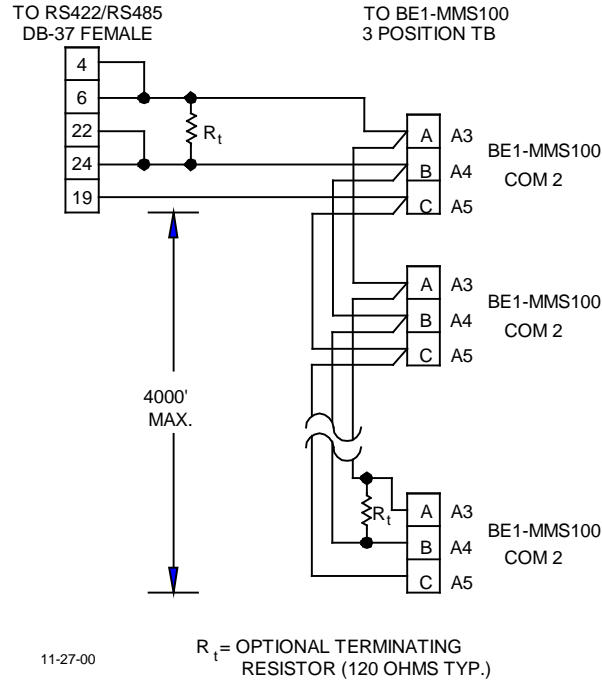 TO RS422/RS485
DB-37 FEMALE
TO BE1-MMS100
3 POSITION TB
4
6
22
24
19
Rt
A A3
B A4
C A5
BE1-MMS100
COM 2
A A3
B A4
C A5
BE1-MMS100
COM 2
4000'
MAX.
Rt
A A3
B A4
C A5
BE1-MMS100
COM 2
11-27-00
Rt = OPTIONAL TERMINATING
RESISTOR (120 OHMS TYP.)